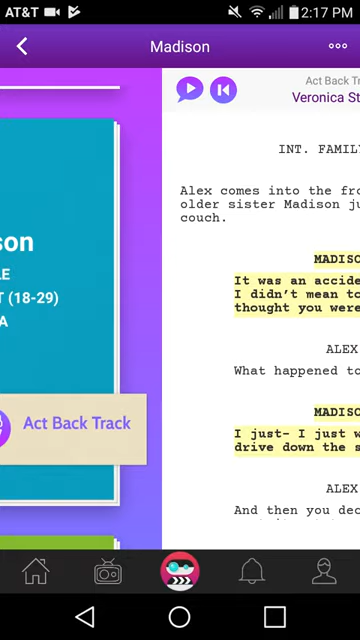 AT&T 2:17 PM
Madison
son
LE
T (18-29)
A
Act Back Track
Act Back Tr
Veronica St
INT. FAMILY
Alex comes into the fro
older sister Madison ju
couch.
MADISO
It was an accide
I didn't mean to
thought you were
ALEX
What happened to
MADISO
I just- I just w
drive down the s
ALEX
And then you dec